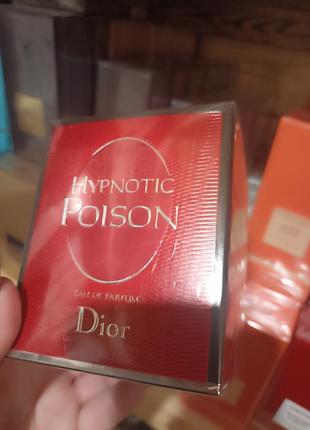 HYPNOTIC
POISON
EAU DE PARFUM
Dior